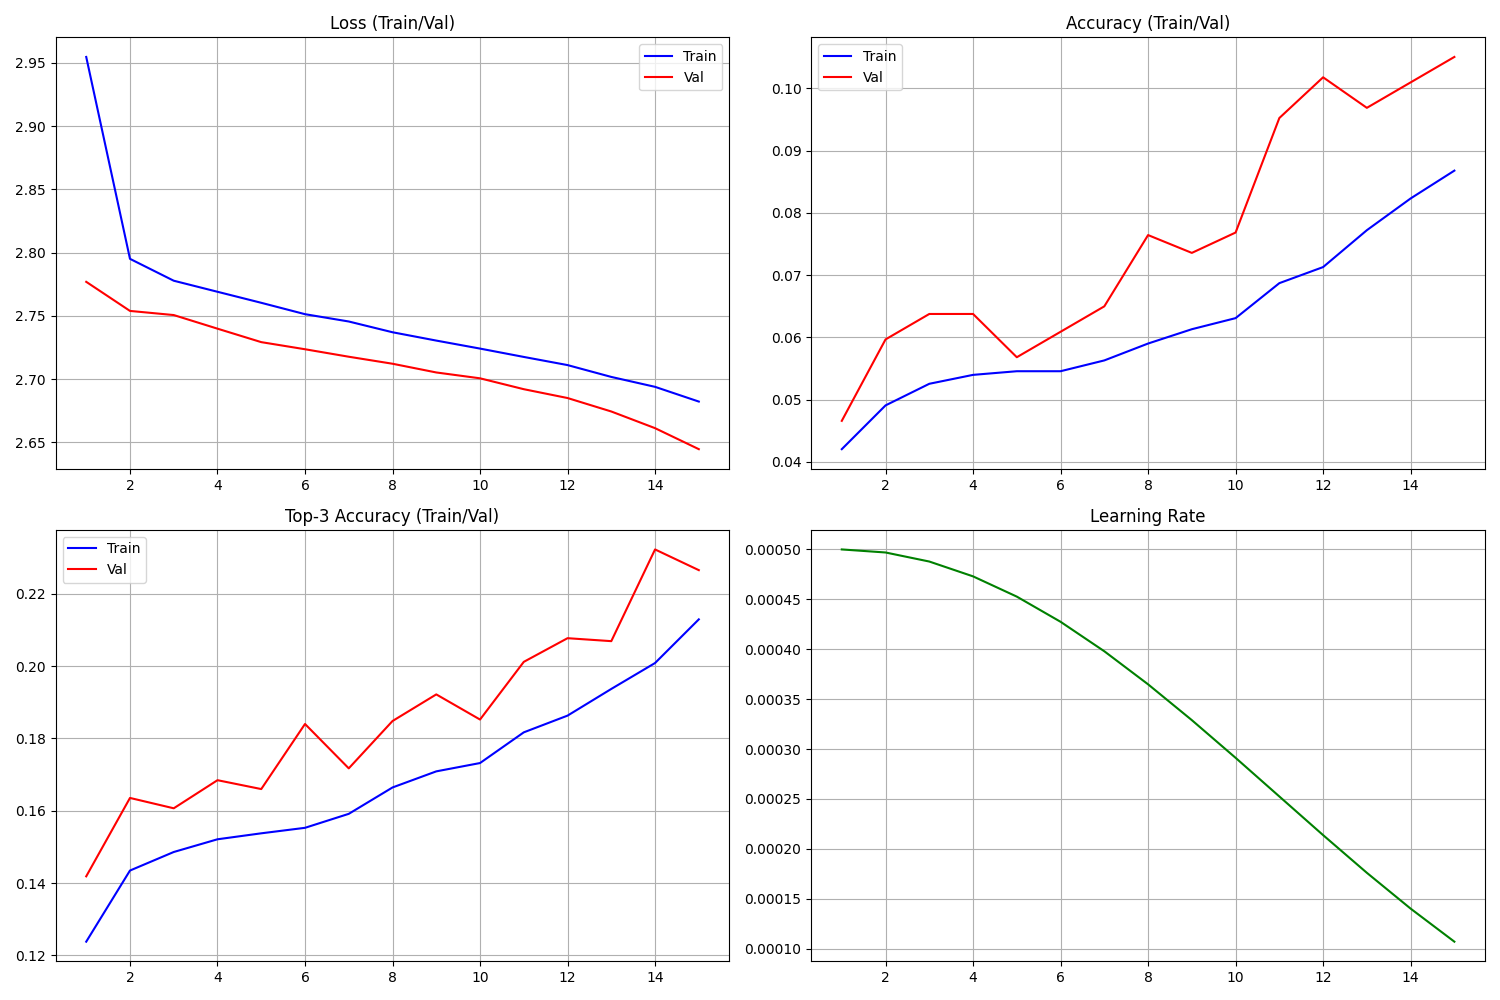 Loss (Train/Val)
Train
Val
2.95
2.90
2.85
2.80
2.75
2.70
2.65
2 4 6 8 10 12 14
Accuracy (Train/Val)
Train
Val
0.10
0.09
0.08
0.07
0.06
0.05
0.04
2 4 6 8 10 12 14
Top-3 Accuracy (Train/Val)
Train
Val
0.22
0.20
0.18
0.16
0.14
0.12
2 4 6 8 10 12 14
Learning Rate
0.00050
0.00045
0.00040
0.00035
0.00030
0.00025
0.00020
0.00015
0.00010
2 4 6 8 10 12 14